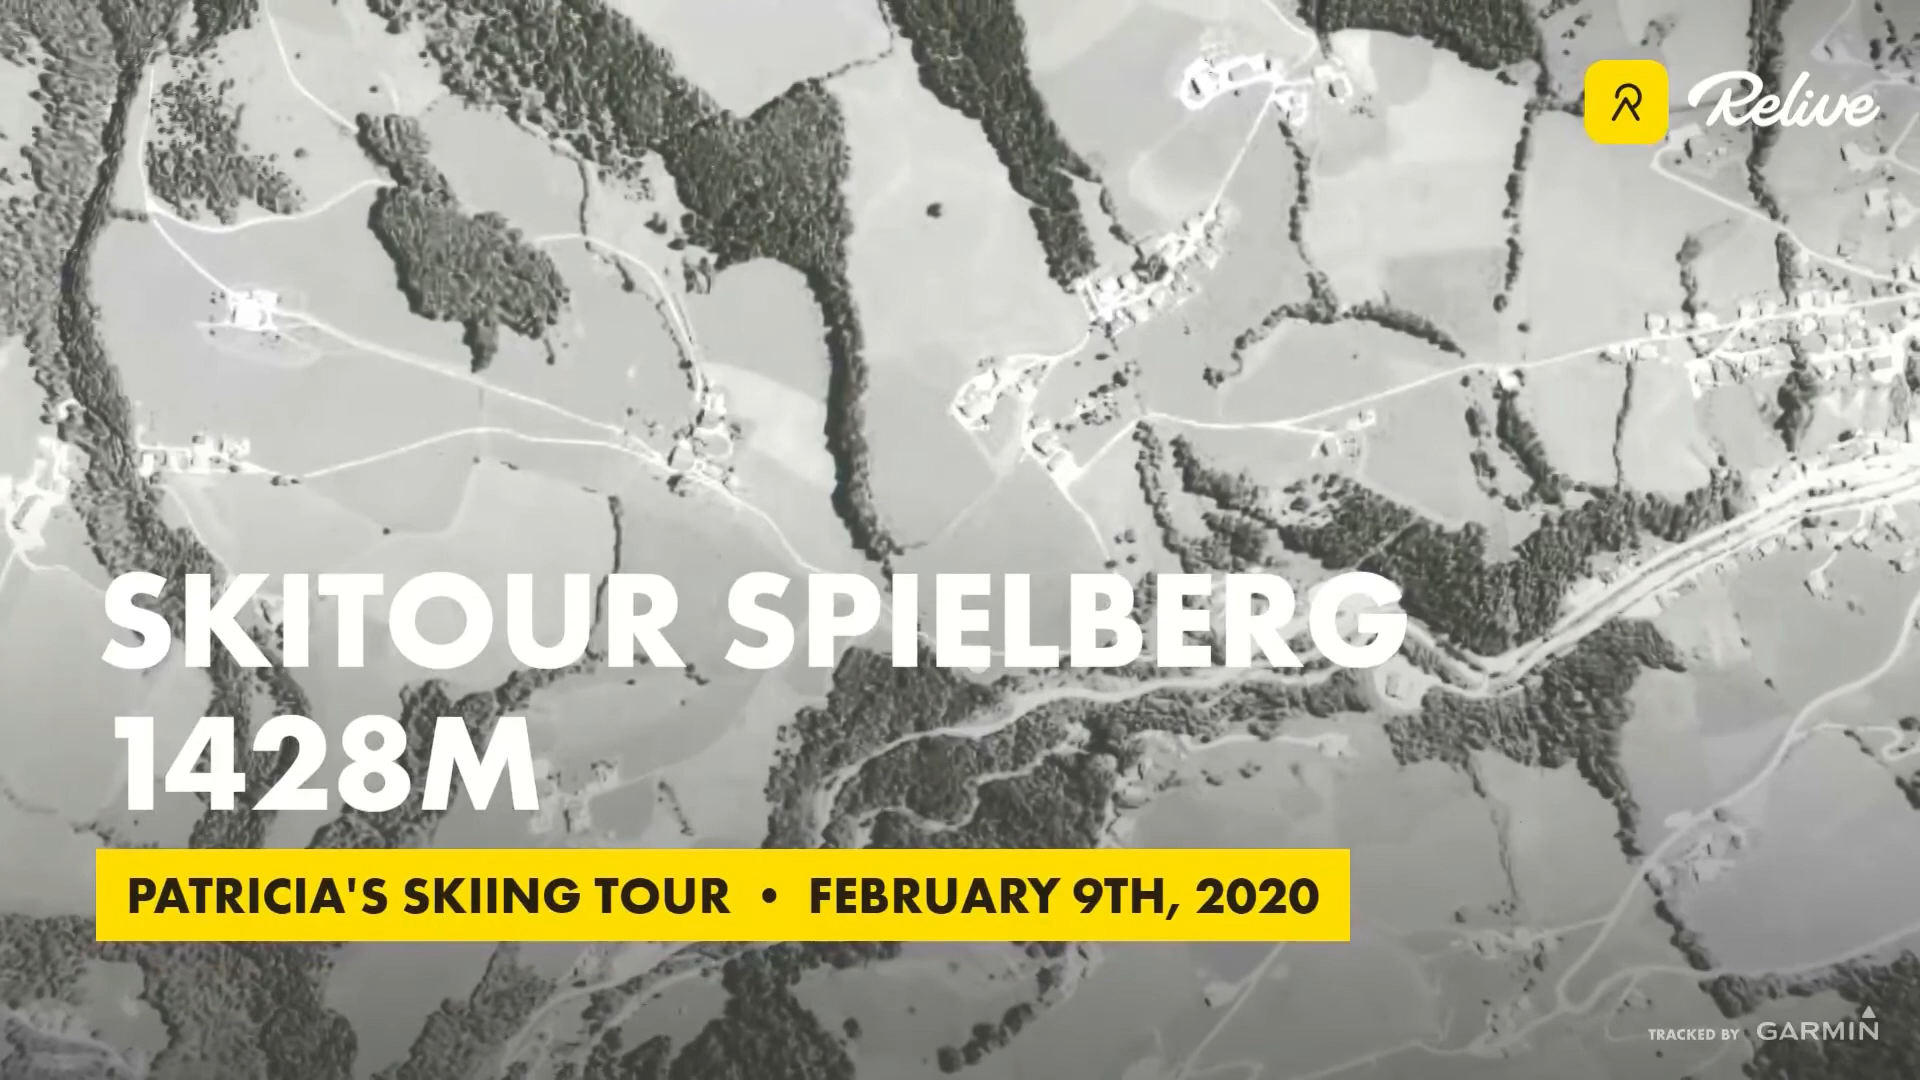 Relive
SKITOUR SPIELBERG
1428M
PATRICIA'S SKIING TOUR • FEBRUARY 9TH, 2020
TRACKED BY GARMIN